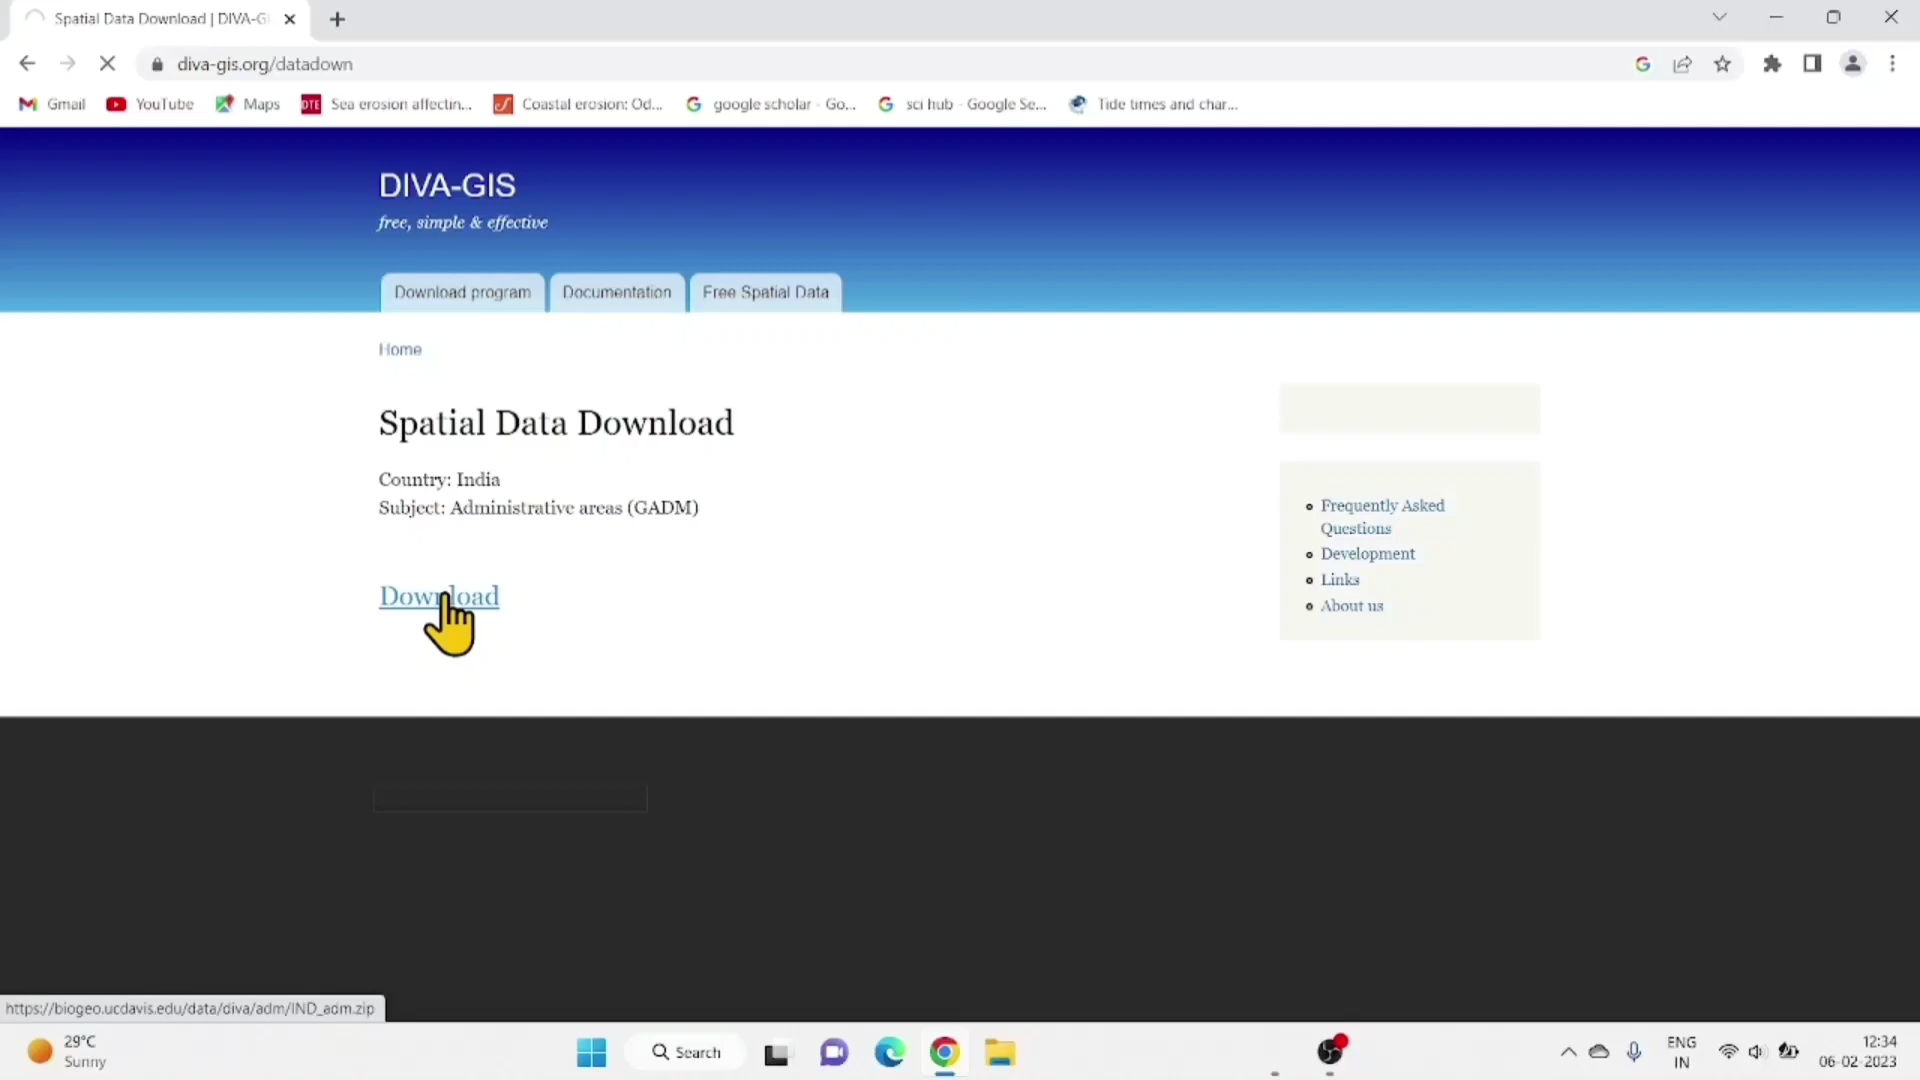 Spatial Data Download | DIVA-GI
diva-gis.org/datadown
Gmail YouTube Maps Sea erosion affectin... Coastal erosion: Od... google scholar - Go... sci hub - Google Se... Tide times and char...
DIVA-GIS
free, simple & effective
Download program Documentation Free Spatial Data
Home
Spatial Data Download
Country: India
Subject: Administrative areas (GADM)
Download
Frequently Asked
Questions
Development
Links
About us
https://biogeo.ucdavis.edu/data/diva/adm/IND_adm.zip
29°C
Sunny
Search
ENG
IN
12:34
06-02-2023